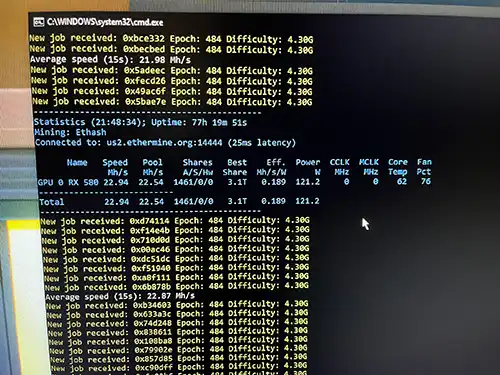 C:\WINDOWS\system32\cmd.exe
New job received: 0xbce332 Epoch: 484 Difficulty: 4.30G
New job received: 0xbecbed Epoch: 484 Difficulty: 4.30G
Average speed (15s): 21.98 Mh/s
New job received: 0x5adeec Epoch: 484 Difficulty: 4.30G
New job received: 0xfecd26 Epoch: 484 Difficulty: 4.30G
New job received: 0x49ac6f Epoch: 484 Difficulty: 4.30G
New job received: 0x5bae7e Epoch: 484 Difficulty: 4.30G
Statistics (21:48:34); Uptime: 77h 19m 51s
Mining: Ethash
Connected to: us2.ethermine.org:14444 (25ms latency)
Name Speed Pool Shares Best Eff. Power CCLK MCLK Core Fan
Mh/s Mh/s A/S/Hw Share Mh/s/W W MHz MHz Temp Pct
GPU 0 RX 580 22.94 22.54 1461/0/0 3.1T 0.189 121.2 0 0 62 76
Total 22.94 22.54 1461/0/0 3.1T 0.189 121.2
New job received: 0xd74114 Epoch: 484 Difficulty: 4.30G
New job received: 0xf14e4b Epoch: 484 Difficulty: 4.30G
New job received: 0x710d0d Epoch: 484 Difficulty: 4.30G
New job received: 0x00ac46 Epoch: 484 Difficulty: 4.30G
New job received: 0xdc51dc Epoch: 484 Difficulty: 4.30G
New job received: 0xf51940 Epoch: 484 Difficulty: 4.30G
New job received: 0xa8f111 Epoch: 484 Difficulty: 4.30G
New job received: 0x6b878b Epoch: 484 Difficulty: 4.30G
Average speed (15s): 22.87 Mh/s
New job received: 0xb34603 Epoch: 484 Difficulty: 4.30G
New job received: 0x633a3c Epoch: 484 Difficulty: 4.30G
New job received: 0x74d248 Epoch: 484 Difficulty: 4.30G
New job received: 0x838611 Epoch: 484 Difficulty: 4.30G
New job received: 0x108ba8 Epoch: 484 Difficulty: 4.30G
New job received: 0x79902e Epoch: 484 Difficulty: 4.30G
New job received: 0x857d85 Epoch: 484 Difficulty: 4.30G
New job received: 0xc90dff Epoch: 484 Difficulty: 4.30G